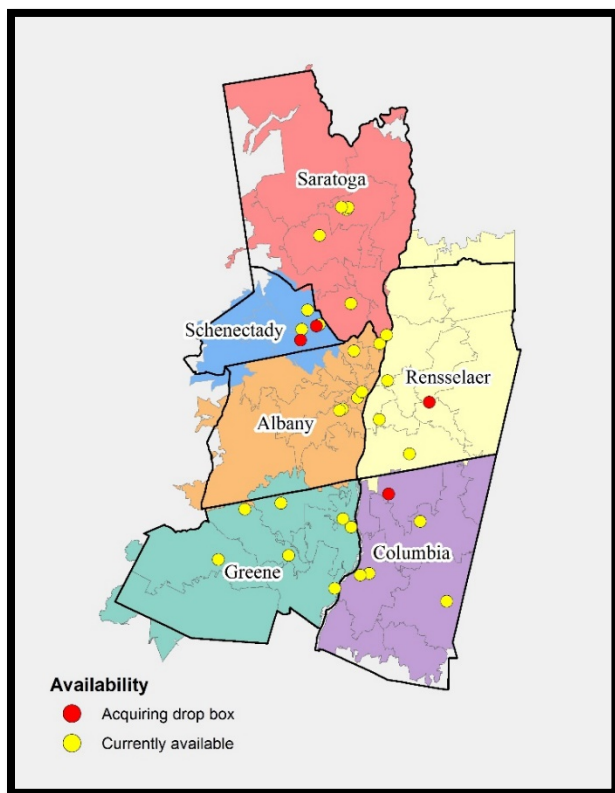 Saratoga
Schenectady
Rensselaer
Albany
Columbia
Greene
Availability
Acquiring drop box
Currently available